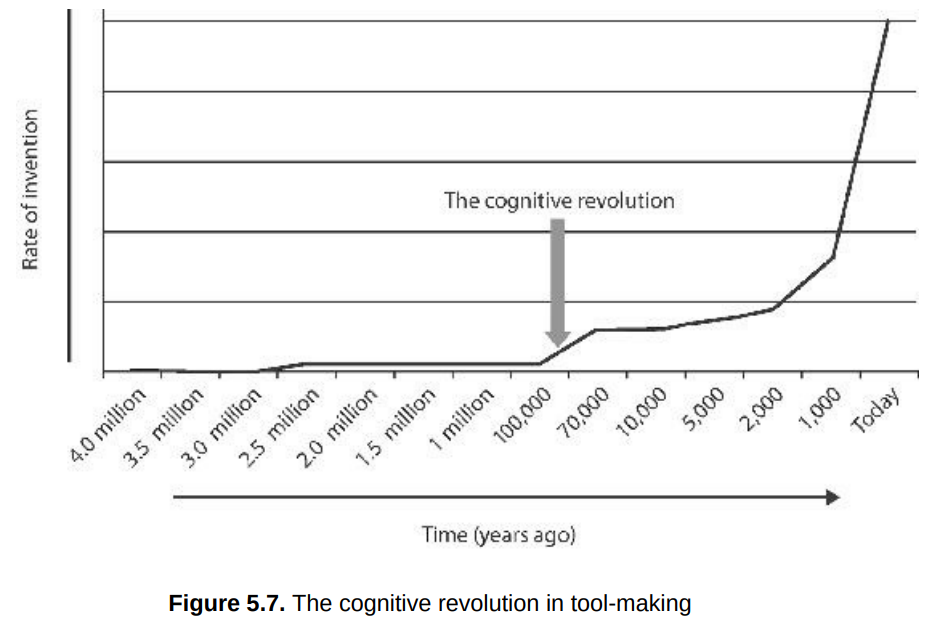 Rate of invention
The cognitive revolution
4.0 million
3.5 million
3.0 million
2.5 million
2.0 million
1.5 million
1 million
100,000
70,000
10,000
5,000
2,000
1,000
Today
Time (years ago)
Figure 5.7. The cognitive revolution in tool-making